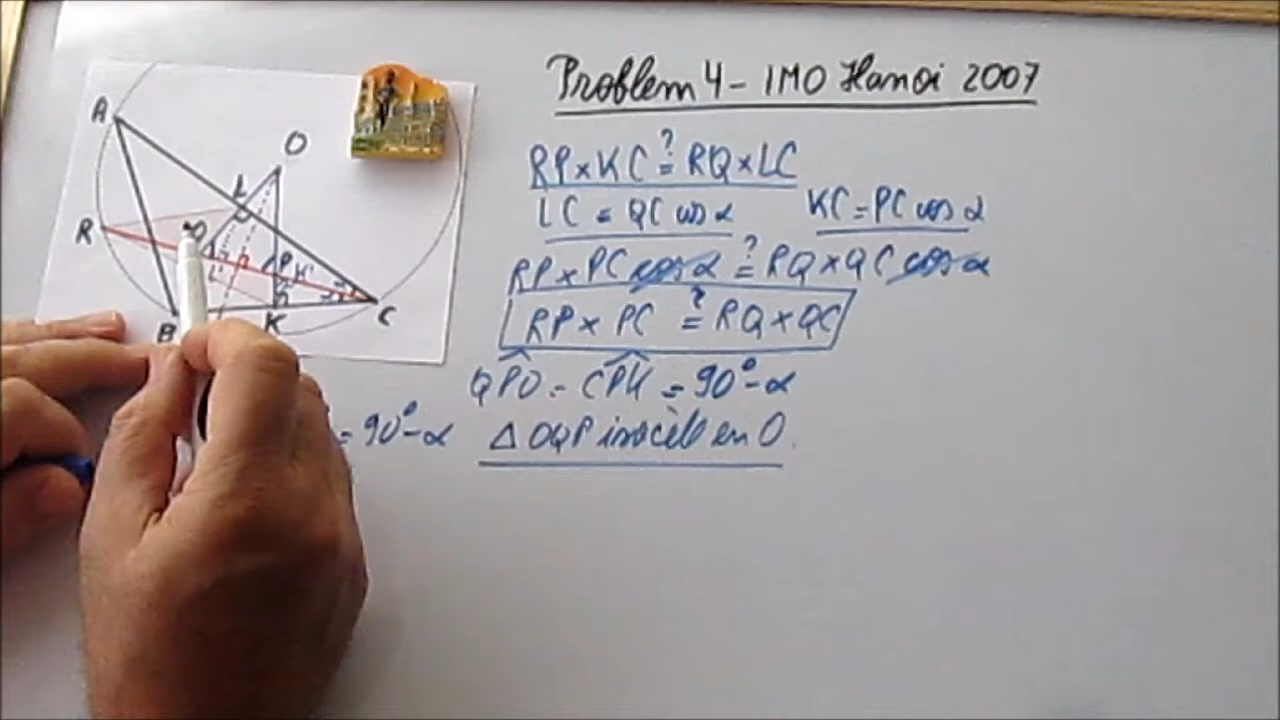 Problem 4 - IMO Hanoi 2007
RP × KC ?= RQ × LC
LC = QC cos α KC = PC cos α
RP × PC cos α ?= RQ × QC cos α
RP × PC ?= RQ × QC
QPO = CPK = 90° - α
= 90° - α Δ OQP isocèle en O.
A
O
L
R
Q
P
K'
L'
B
K
C